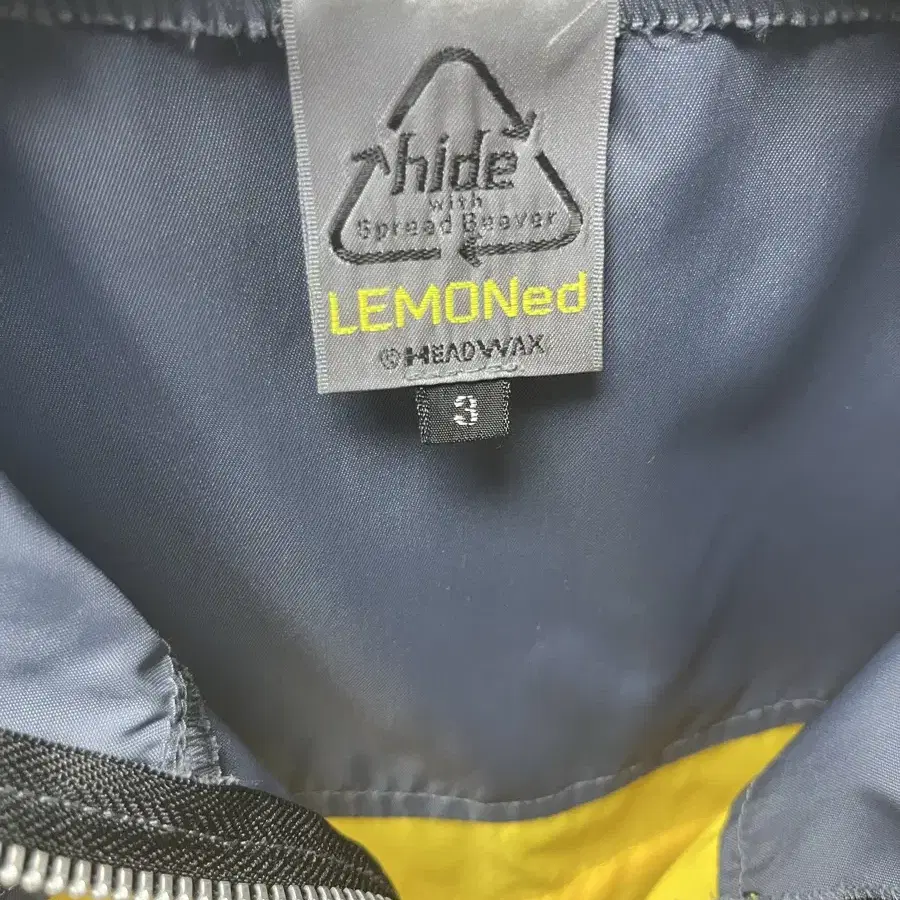 hide
with
Spread Beaver
LEMONed
©HEADWAX
3